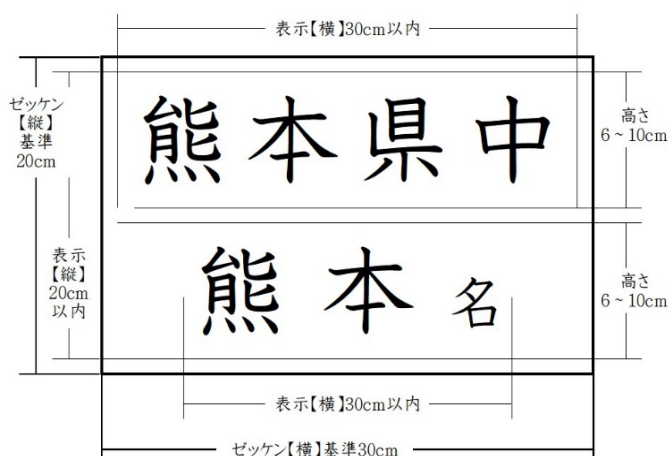 表示【横】30cm以内
ゼッケン
【縦】
基準
20cm
熊本県中
高さ
6~10cm
表示
【縦】
20cm
以内
熊本名
高さ
6~10cm
表示【横】30cm以内
ゼッケン【横】基準30cm